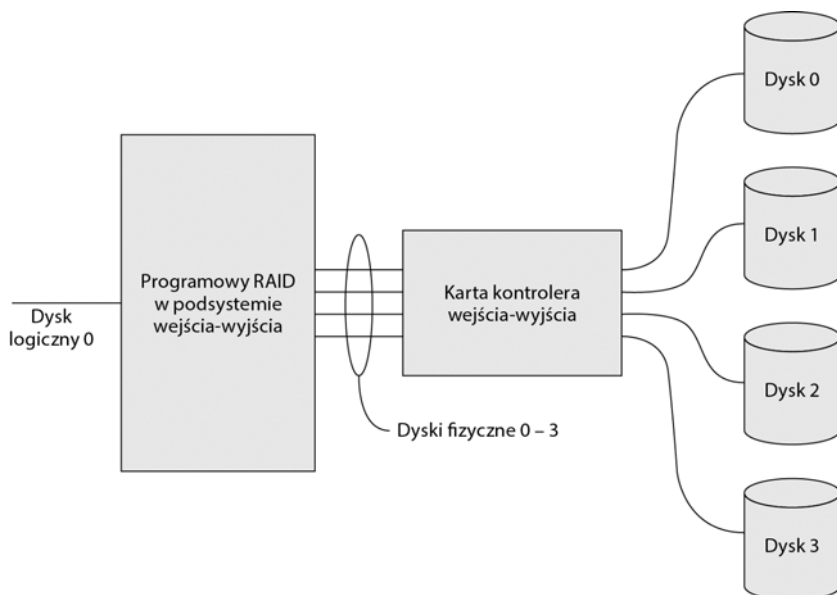 Dysk 0
Dysk 1
Programowy RAID
w podsystemie
wejścia-wyjścia
Karta kontrolera
wejścia-wyjścia
Dysk
logiczny 0
Dysk 2
Dyski fizyczne 0 – 3
Dysk 3